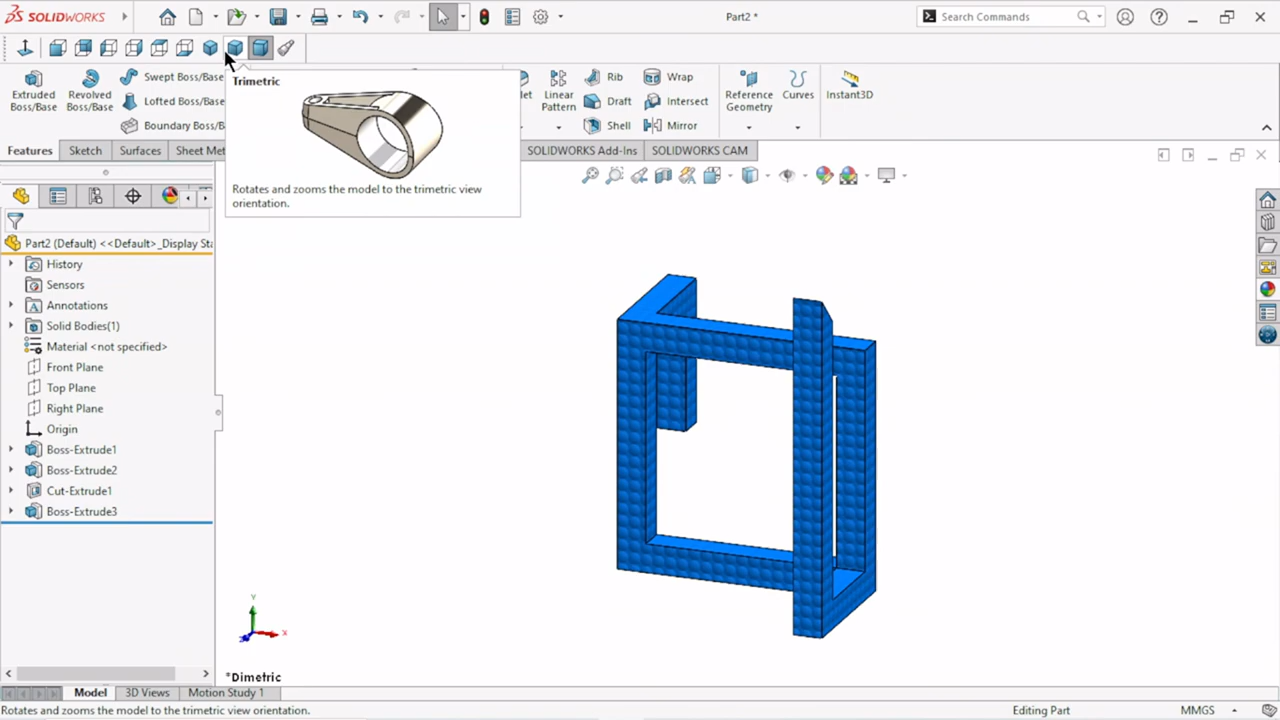 SOLIDWORKS
Part2 *
Search Commands
Trimetric
Rotates and zooms the model to the trimetric view
orientation.
Extruded
Boss/Base
Revolved
Boss/Base
Swept Boss/Base
Lofted Boss/Base
Boundary Boss/B
Linear
Pattern
Rib
Draft
Shell
Wrap
Intersect
Mirror
Reference
Geometry
Curves
Instant3D
Features
Sketch
Surfaces
Sheet Met
SOLIDWORKS Add-Ins
SOLIDWORKS CAM
Part2 (Default) <<Default>_Display Sta
History
Sensors
Annotations
Solid Bodies(1)
Material <not specified>
Front Plane
Top Plane
Right Plane
Origin
Boss-Extrude1
Boss-Extrude2
Cut-Extrude1
Boss-Extrude3
Y
X
Z
*Dimetric
Model
3D Views
Motion Study 1
Rotates and zooms the model to the trimetric view orientation.
Editing Part
MMGS